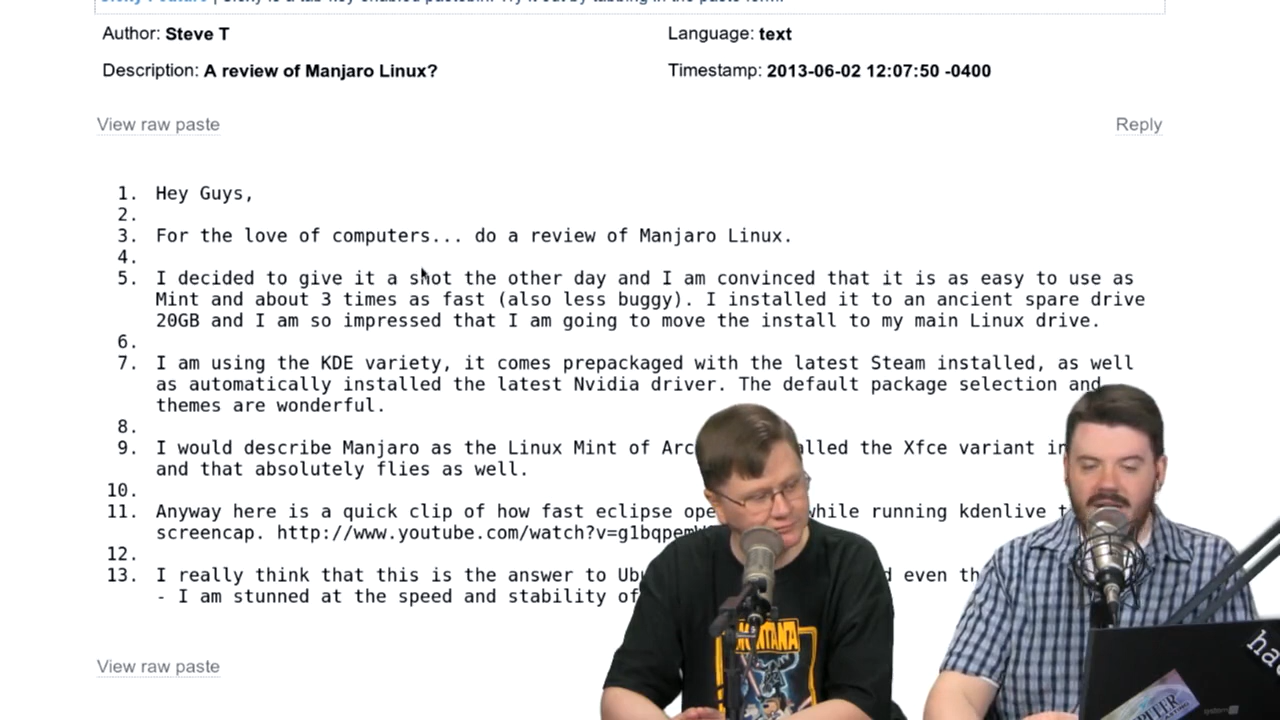 Author: Steve T
Language: text
Description: A review of Manjaro Linux?
Timestamp: 2013-06-02 12:07:50 -0400
View raw paste
Reply
1. Hey Guys,
2.
3. For the love of computers... do a review of Manjaro Linux.
4.
5. I decided to give it a shot the other day and I am convinced that it is as easy to use as
Mint and about 3 times as fast (also less buggy). I installed it to an ancient spare drive
20GB and I am so impressed that I am going to move the install to my main Linux drive.
6.
7. I am using the KDE variety, it comes prepackaged with the latest Steam installed, as well
as automatically installed the latest Nvidia driver. The default package selection and
themes are wonderful.
8.
9. I would describe Manjaro as the Linux Mint of the Xfce variant
and that absolutely flies as well.
10.
11. Anyway here is a quick clip of how fast eclipse while running kdenlive
screencap.
12.
13. I really think that this is the answer to even
- I am stunned at the speed and stability of
View raw paste